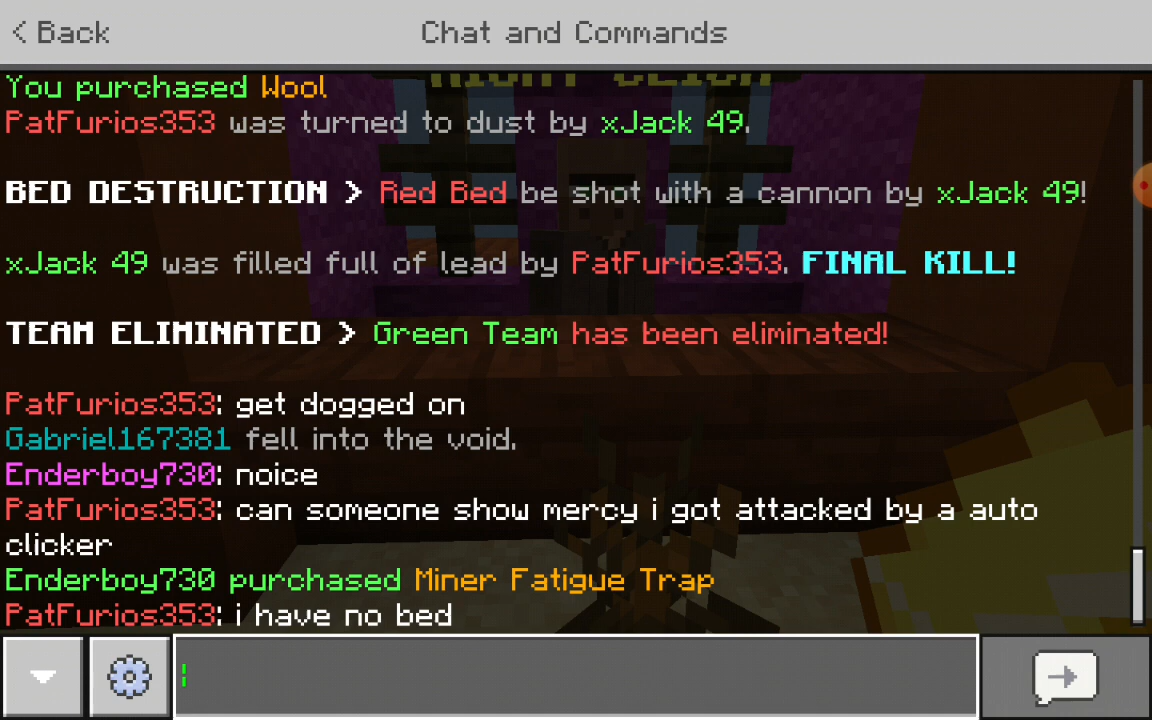 < Back
Chat and Commands
You purchased Wool
PatFurios353 was turned to dust by xJack 49.
BED DESTRUCTION > Red Bed be shot with a cannon by xJack 49!
xJack 49 was filled full of lead by PatFurios353. FINAL KILL!
TEAM ELIMINATED > Green Team has been eliminated!
PatFurios353: get dogged on
Gabriel167381 fell into the void.
Enderboy730: noice
PatFurios353: can someone show mercy i got attacked by a auto
clicker
Enderboy730 purchased Miner Fatigue Trap
PatFurios353: i have no bed